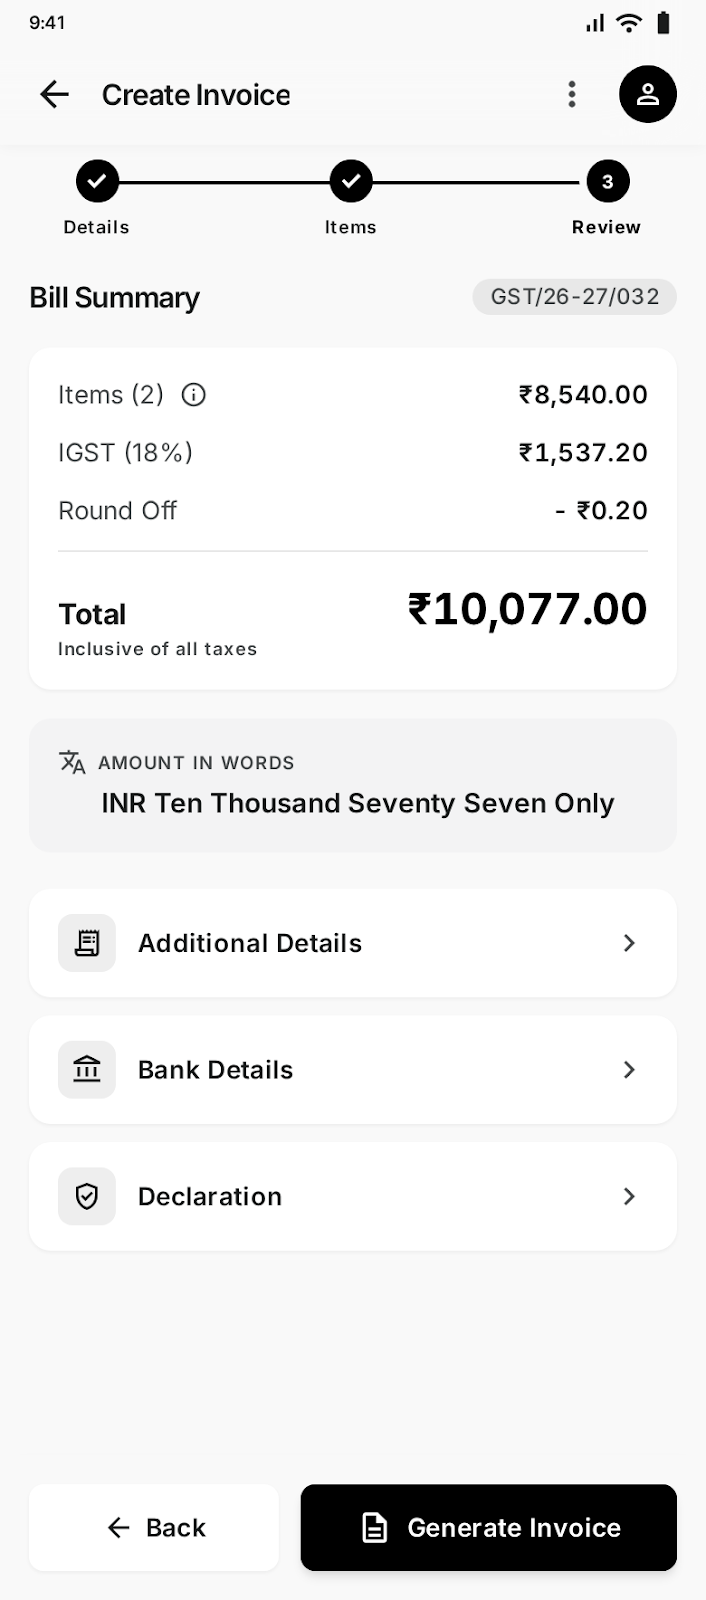 9:41
Create Invoice
3
Details Items Review
Bill Summary GST/26-27/032
Items (2) ₹8,540.00
IGST (18%) ₹1,537.20
Round Off - ₹0.20
Total ₹10,077.00
Inclusive of all taxes
AMOUNT IN WORDS
INR Ten Thousand Seventy Seven Only
Additional Details
Bank Details
Declaration
Back Generate Invoice